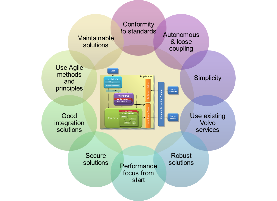 Conformity
to standards
Autonomous
& loose
coupling
Simplicity
Use existing
Volvo
services
Robust
solutions
Performance
focus from
start
Secure
solutions
Good
integration
solutions
Use Agile
methods
and
principles
Maintainable
solutions